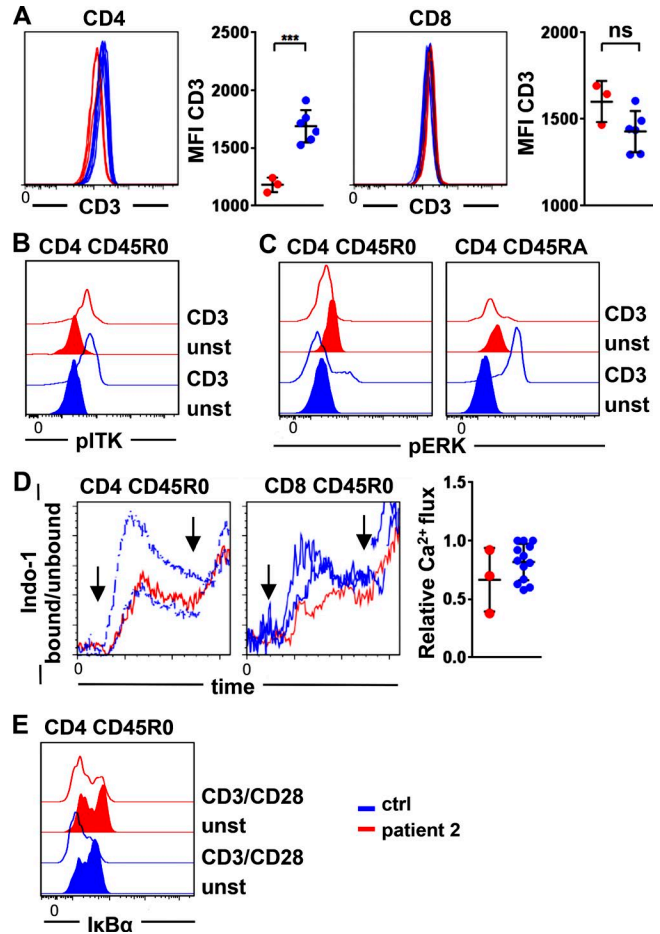 A
CD4
CD8
MFI CD3
2500
2000
1500
1000
***
MFI CD3
2500
2000
1500
1000
ns
0
CD3
0
CD3
B
CD4 CD45R0
CD3
unst
CD3
unst
0
pITK
C
CD4 CD45R0
CD4 CD45RA
CD3
unst
CD3
unst
0
0
pERK
D
CD4 CD45R0
CD8 CD45R0
Indo-1
bound/unbound
0
0
time
Relative Ca²⁺ flux
1.5
1.0
0.5
0.0
E
CD4 CD45R0
CD3/CD28
unst
CD3/CD28
unst
0
IκBα
ctrl
patient 2